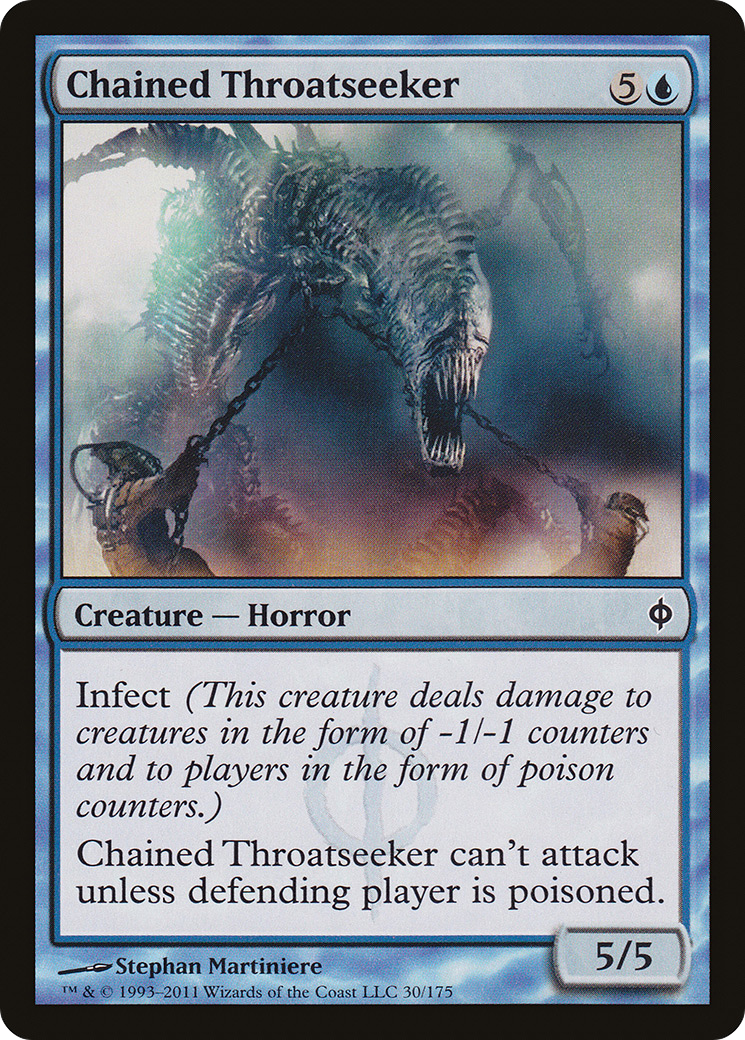 Chained Throatseeker 5
Creature — Horror
Infect (This creature deals damage to
creatures in the form of -1/-1 counters
and to players in the form of poison
counters.)
Chained Throatseeker can't attack
unless defending player is poisoned.
5/5
Stephan Martiniere
™ & © 1993–2011 Wizards of the Coast LLC 30/175